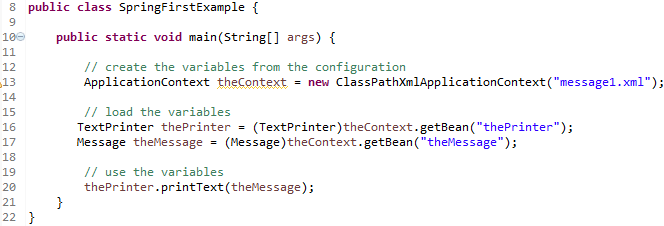 8 public class SpringFirstExample {
9
10 public static void main(String[] args) {
11
12 // create the variables from the configuration
13 ApplicationContext theContext = new ClassPathXmlApplicationContext("message1.xml");
14
15 // load the variables
16 TextPrinter thePrinter = (TextPrinter)theContext.getBean("thePrinter");
17 Message theMessage = (Message)theContext.getBean("theMessage");
18
19 // use the variables
20 thePrinter.printText(theMessage);
21 }
22 }